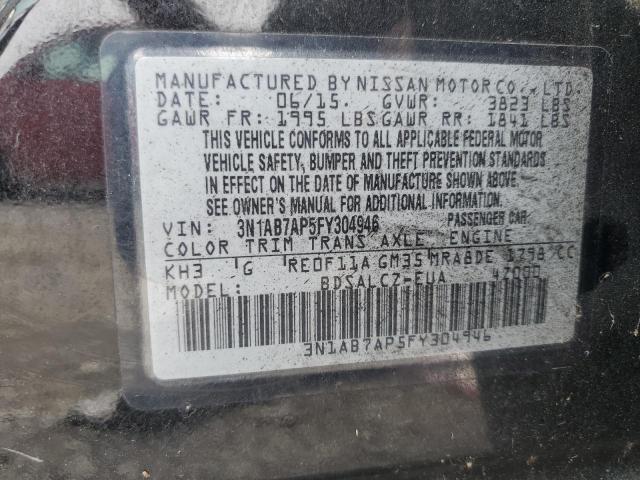 MANUFACTURED BY NISSAN MOTOR CO., LTD.
DATE: 06/15. GVWR: 3823 LBS
GAWR FR: 1995 LBS GAWR RR: 1841 LBS
THIS VEHICLE CONFORMS TO ALL APPLICABLE FEDERAL MOTOR
VEHICLE SAFETY, BUMPER AND THEFT PREVENTION STANDARDS
IN EFFECT ON THE DATE OF MANUFACTURE SHOWN ABOVE.
SEE OWNER'S MANUAL FOR ADDITIONAL INFORMATION.
VIN: 3N1AB7AP5FY304946 PASSENGER CAR
COLOR TRIM TRANS AXLE, ENGINE
KH3 G RE0F11A GM35 MRA8DE 1798 CC
MODEL: BDSALCZ-EUA 47000
3N1AB7AP5FY304946